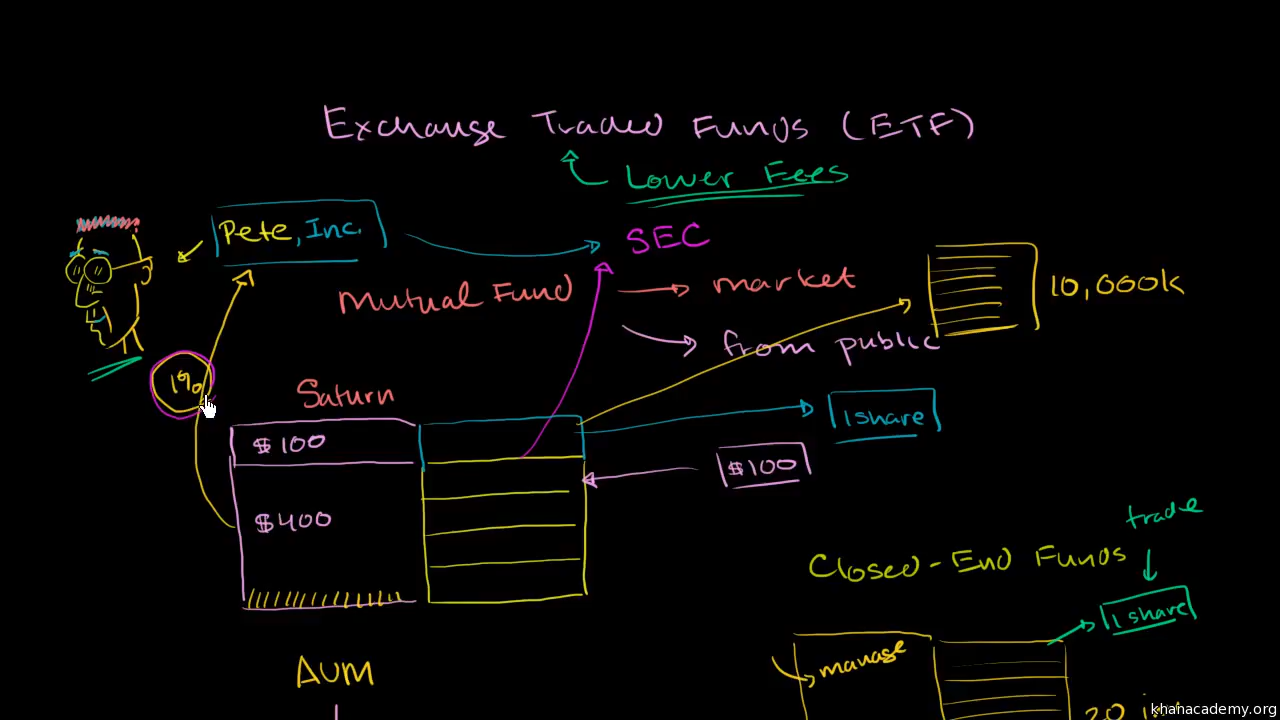 Exchange Traded Funds (ETF)
Lower Fees
Pete, Inc.
SEC
Mutual Fund
market
10,000k
from public
1%
Saturn
1 share
$100
$100
$400
trade
Closed-End Funds
1 share
AUM
manage
20
khanacademy.org